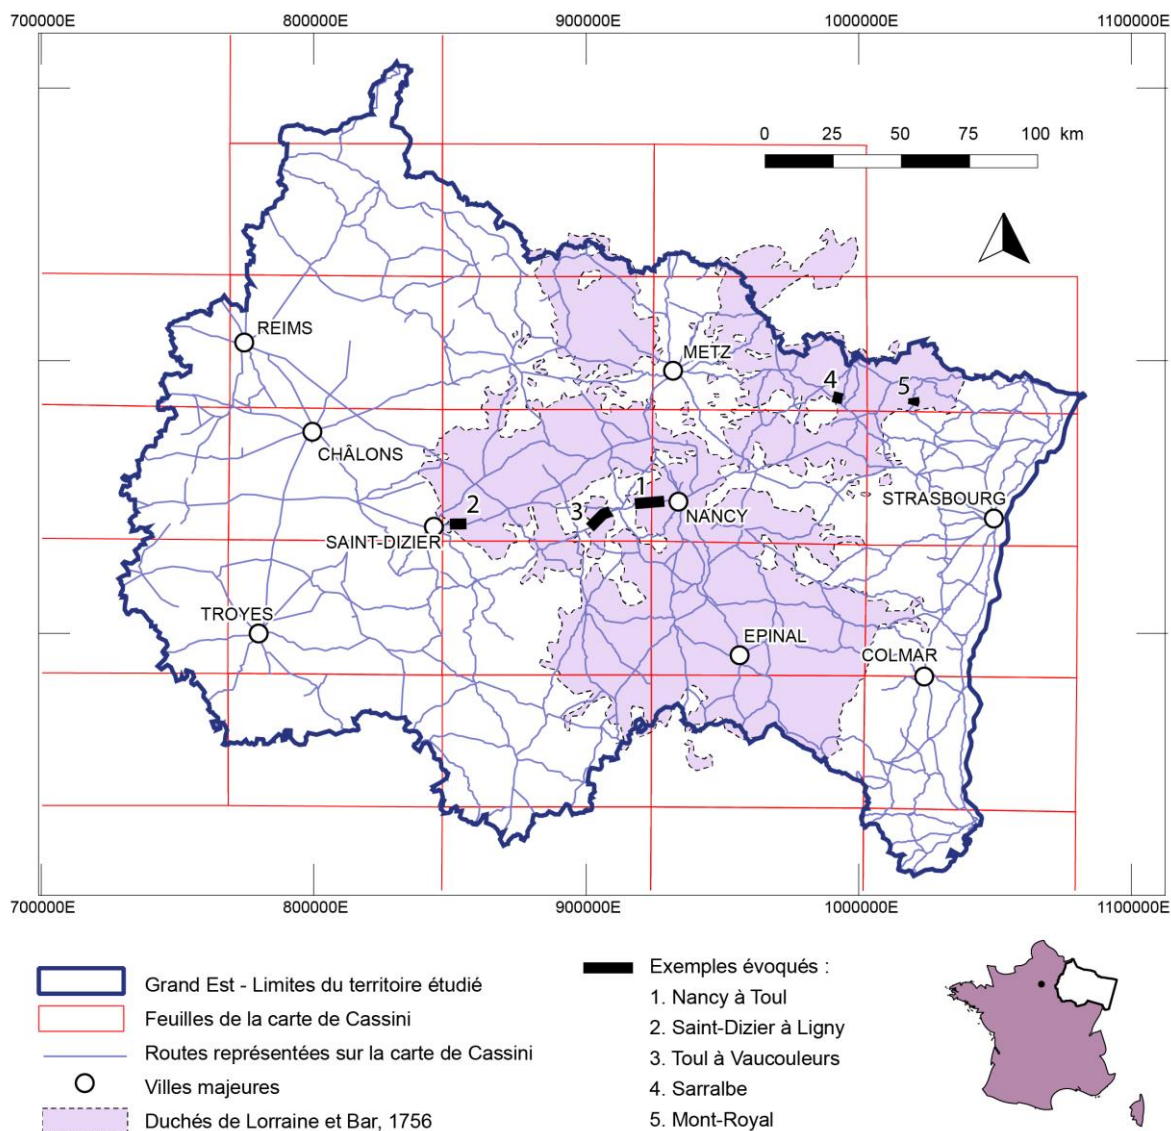 700000E 800000E 900000E 1000000E 1100000E
0 25 50 75 100 km
REIMS
METZ
4 5
CHÂLONS
1
STRASBOURG
2 3 NANCY
SAINT-DIZIER
TROYES
EPINAL
COLMAR
700000E 800000E 900000E 1000000E 1100000E
Grand Est - Limites du territoire étudié
Feuilles de la carte de Cassini
Routes représentées sur la carte de Cassini
Villes majeures
Duchés de Lorraine et Bar, 1756
Exemples évoqués :
1. Nancy à Toul
2. Saint-Dizier à Ligny
3. Toul à Vaucouleurs
4. Sarralbe
5. Mont-Royal